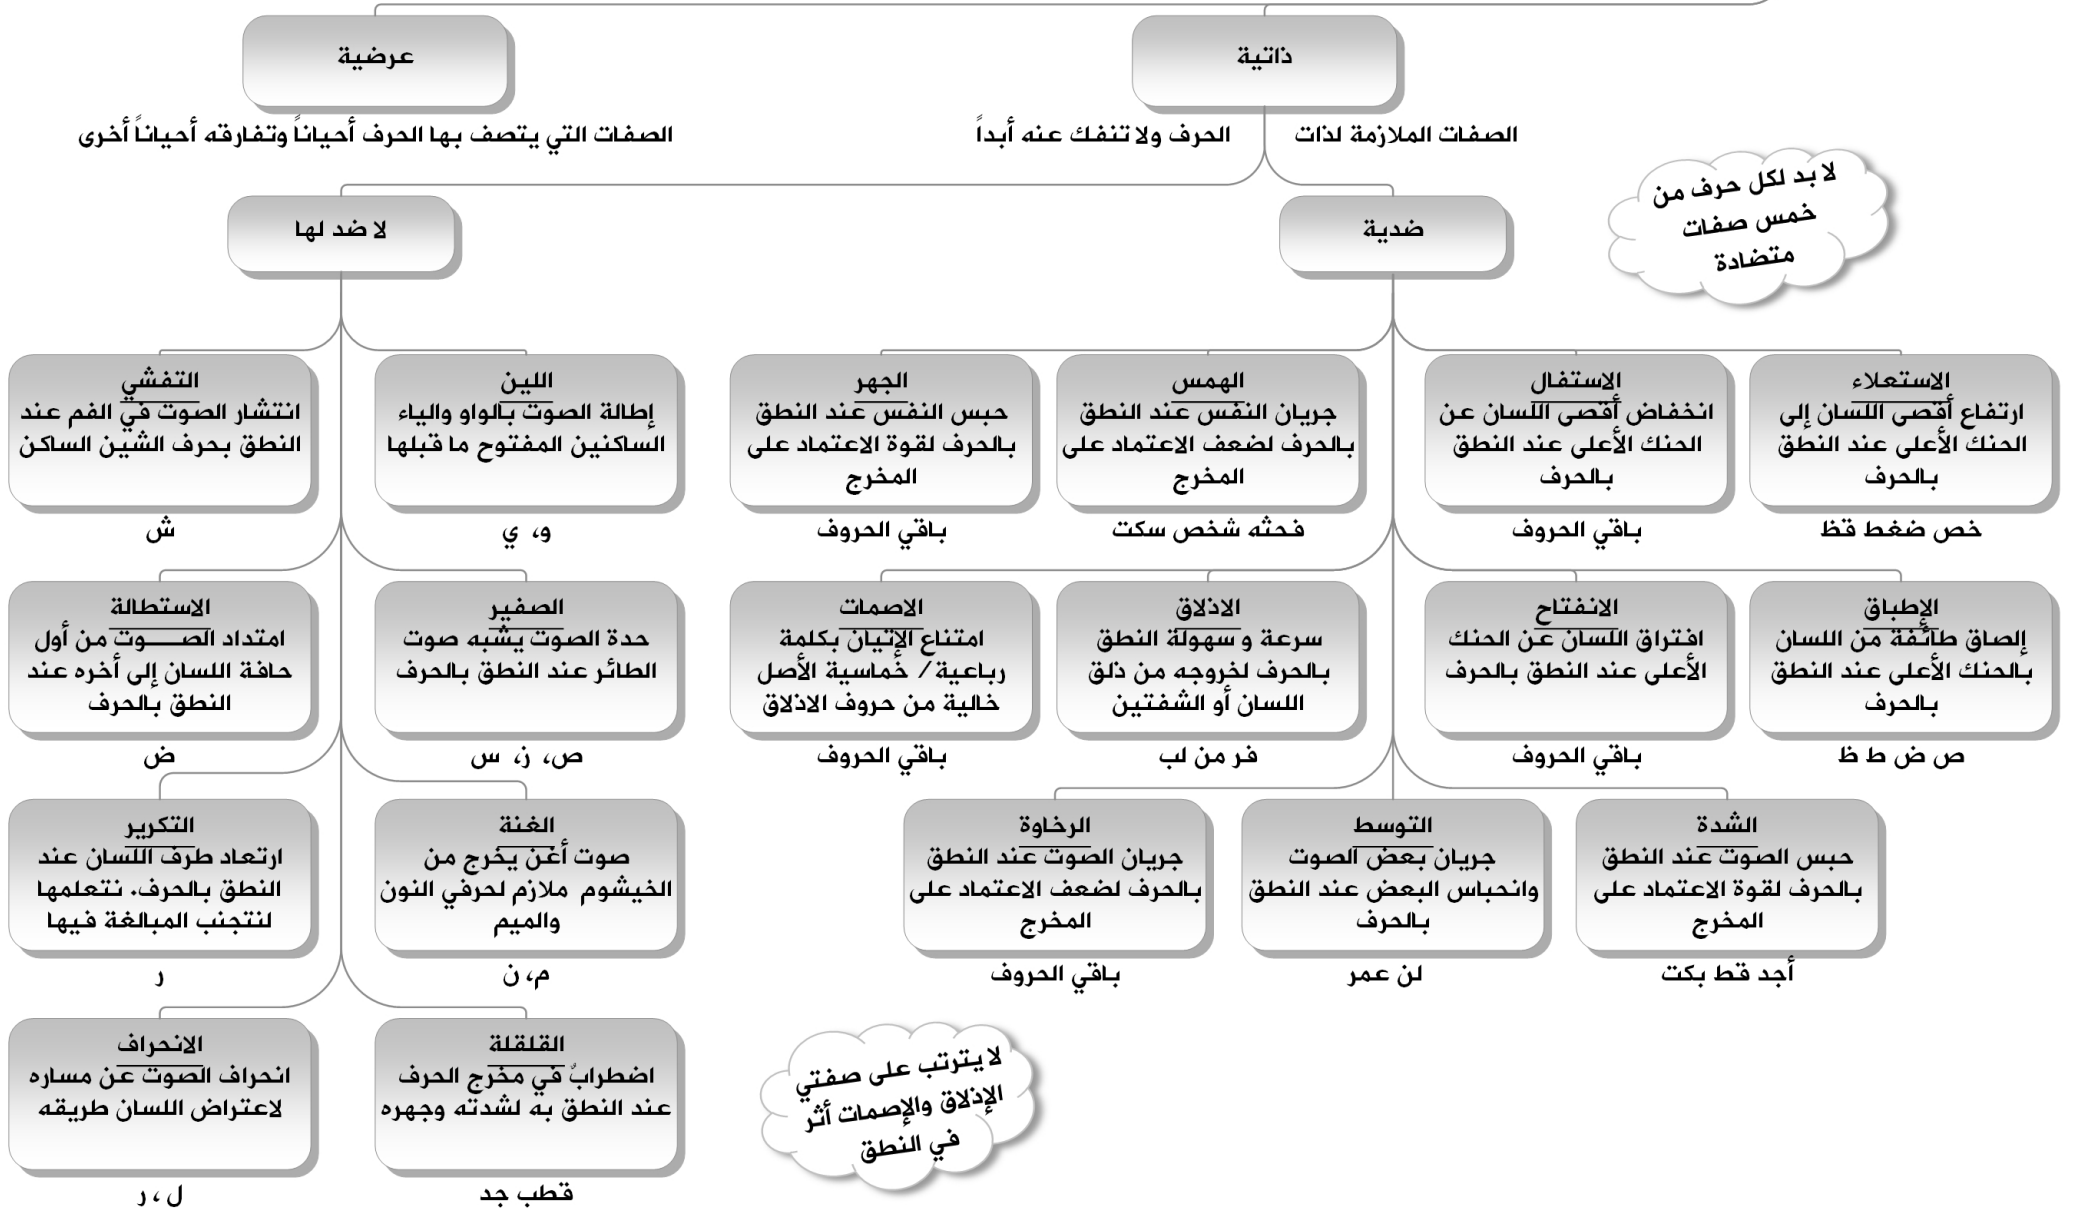 ذاتية
عرضية
الصفات الملازمة لذات الحرف ولا تنفك عنه أبداً
الصفات التي يتصف بها الحرف أحياناً وتفارقه أحياناً أخرى
لا بد لكل حرف من
خمس صفات
متضادة
ضدية
لا ضد لها
الاستعلاء
ارتفاع أقصى اللسان إلى
الحنك الأعلى عند النطق
بالحرف
خص ضغط قظ
الإستفال
انخفاض أقصى اللسان عن
الحنك الأعلى عند النطق
بالحرف
باقي الحروف
الهمس
جريان النفس عند النطق
بالحرف لضعف الاعتماد على
المخرج
فحثه شخص سكت
الجهر
حبس النفس عند النطق
بالحرف لقوة الاعتماد على
المخرج
باقي الحروف
الإطباق
إلصاق طائفة من اللسان
بالحنك الأعلى عند النطق
بالحرف
ص ض ط ظ
الانفتاح
افتراق اللسان عن الحنك
الأعلى عند النطق بالحرف
باقي الحروف
الاذلاق
سرعة و سهولة النطق
بالحرف لخروجه من ذلق
اللسان أو الشفتين
فر من لب
الاصمات
امتناع الإتيان بكلمة
رباعية/ خماسية الأصل
خالية من حروف الاذلاق
باقي الحروف
الشدة
حبس الصوت عند النطق
بالحرف لقوة الاعتماد على
المخرج
أجد قط بكت
التوسط
جريان بعض الصوت
وانحباس البعض عند النطق
بالحرف
لن عمر
الرخاوة
جريان الصوت عند النطق
بالحرف لضعف الاعتماد على
المخرج
باقي الحروف
اللين
إطالة الصوت بالواو والياء
الساكنين المفتوح ما قبلها
و، ي
التفشي
انتشار الصوت في الفم عند
النطق بحرف الشين الساكن
ش
الصفير
حدة الصوت يشبه صوت
الطائر عند النطق بالحرف
ص، ز، س
الاستطالة
امتداد الصـــوت من أول
حافة اللسان إلى أخره عند
النطق بالحرف
ض
الغنة
صوت أغن يخرج من
الخيشوم ملازم لحرفي النون
والميم
م، ن
التكرير
ارتعاد طرف اللسان عند
النطق بالحرف. نتعلمها
لنتجنب المبالغة فيها
ر
القلقلة
اضطرابٌ في مخرج الحرف
عند النطق به لشدته وجهره
قطب جد
الانحراف
انحراف الصوت عن مساره
لاعتراض اللسان طريقه
ل ، ر
لا يترتب على صفتي
الإذلاق والإصمات أثر
في النطق